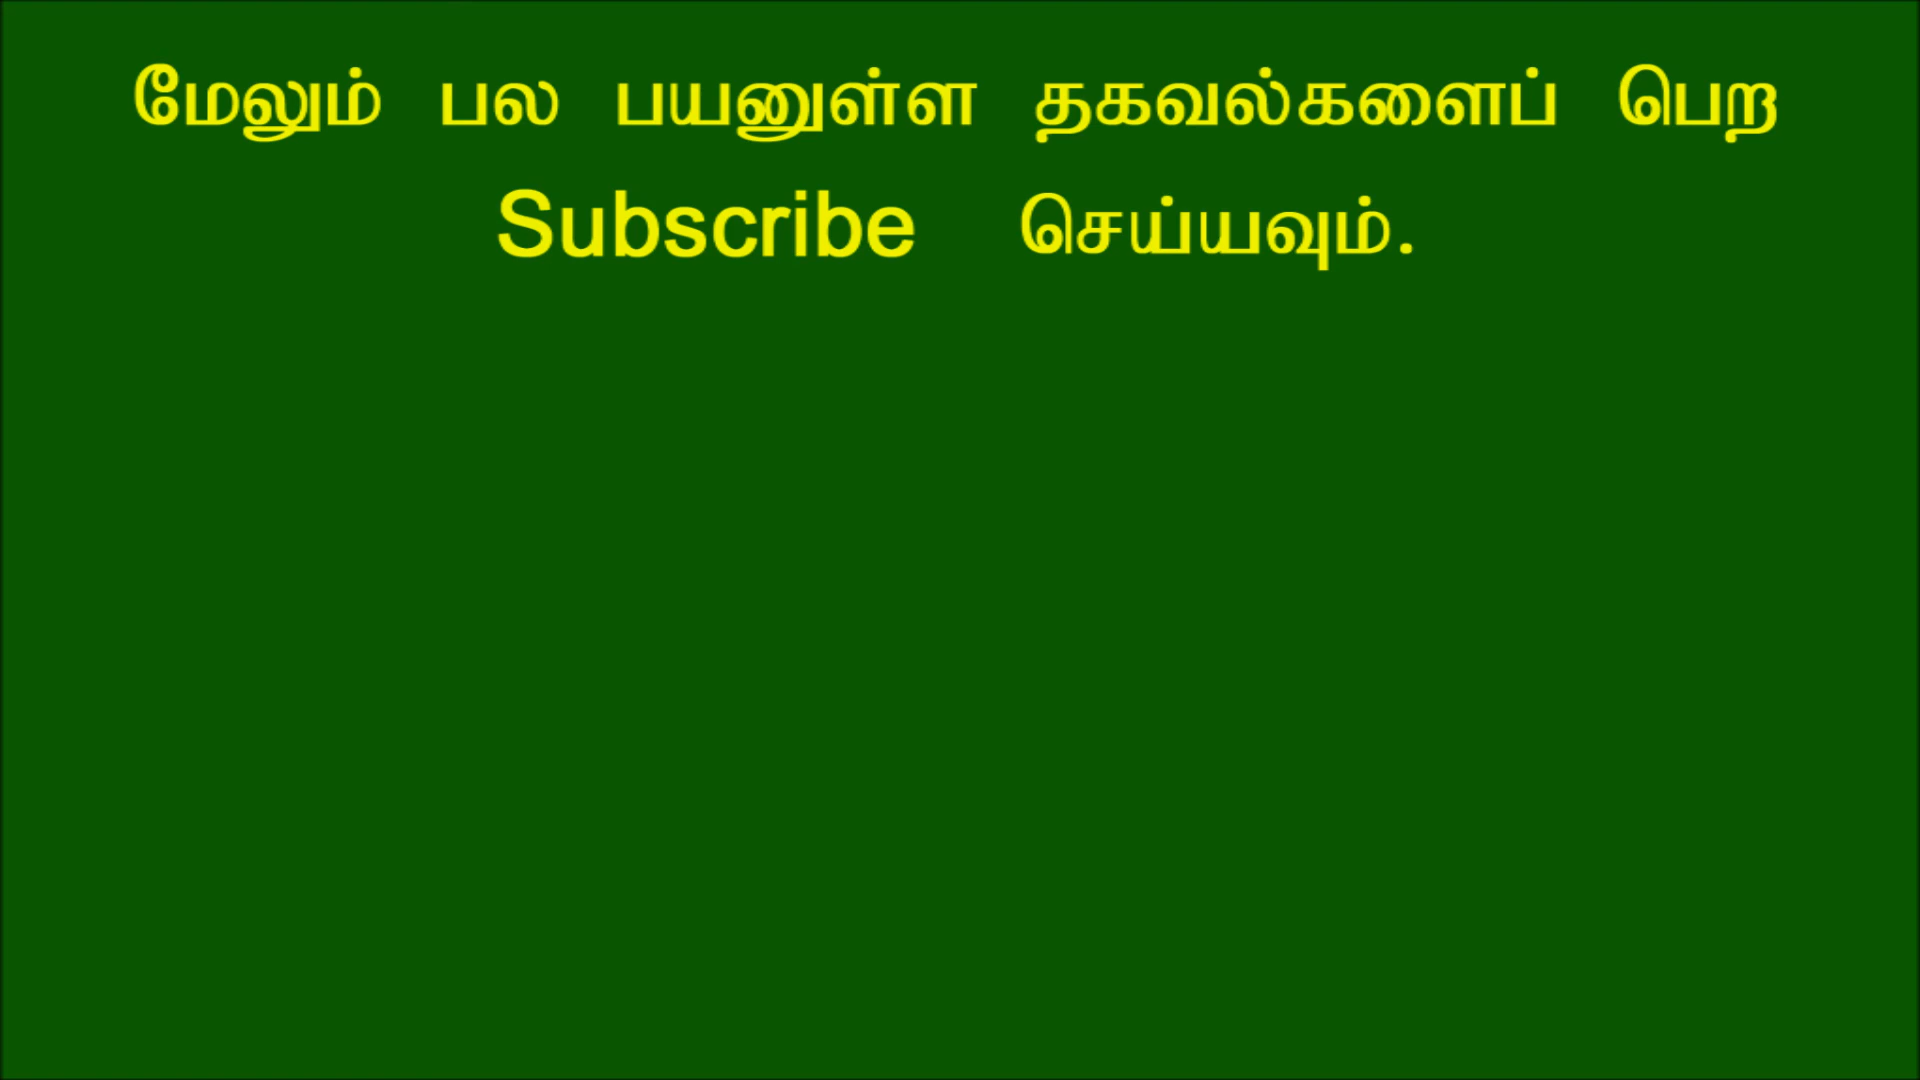 மேலும் பல பயனுள்ள தகவல்களைப் பெற
Subscribe செய்யவும்.